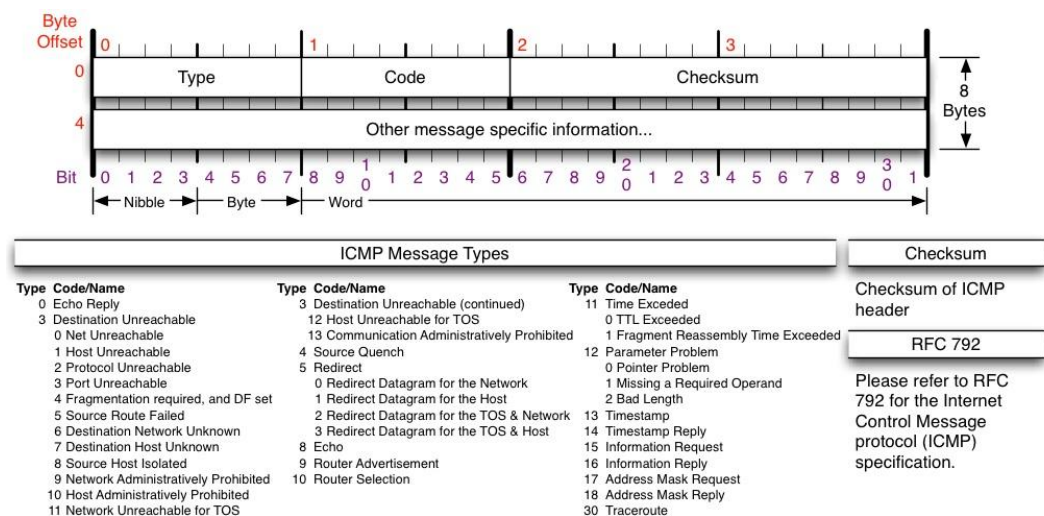 Byte
Offset
0 1 2 3
0
Type Code Checksum
8
Bytes
4
Other message specific information...
Bit 0 1 2 3 4 5 6 7 8 9 10 1 2 3 4 5 6 7 8 9 20 1 2 3 4 5 6 7 8 9 30 1
Nibble Byte Word
ICMP Message Types
Type Code/Name
0 Echo Reply
3 Destination Unreachable
0 Net Unreachable
1 Host Unreachable
2 Protocol Unreachable
3 Port Unreachable
4 Fragmentation required, and DF set
5 Source Route Failed
6 Destination Network Unknown
7 Destination Host Unknown
8 Source Host Isolated
9 Network Administratively Prohibited
10 Host Administratively Prohibited
11 Network Unreachable for TOS
Type Code/Name
3 Destination Unreachable (continued)
12 Host Unreachable for TOS
13 Communication Administratively Prohibited
4 Source Quench
5 Redirect
0 Redirect Datagram for the Network
1 Redirect Datagram for the Host
2 Redirect Datagram for the TOS & Network
3 Redirect Datagram for the TOS & Host
8 Echo
9 Router Advertisement
10 Router Selection
Type Code/Name
11 Time Exceded
0 TTL Exceeded
1 Fragment Reassembly Time Exceeded
12 Parameter Problem
0 Pointer Problem
1 Missing a Required Operand
2 Bad Length
13 Timestamp
14 Timestamp Reply
15 Information Request
16 Information Reply
17 Address Mask Request
18 Address Mask Reply
30 Traceroute
Checksum
Checksum of ICMP
header
RFC 792
Please refer to RFC
792 for the Internet
Control Message
protocol (ICMP)
specification.